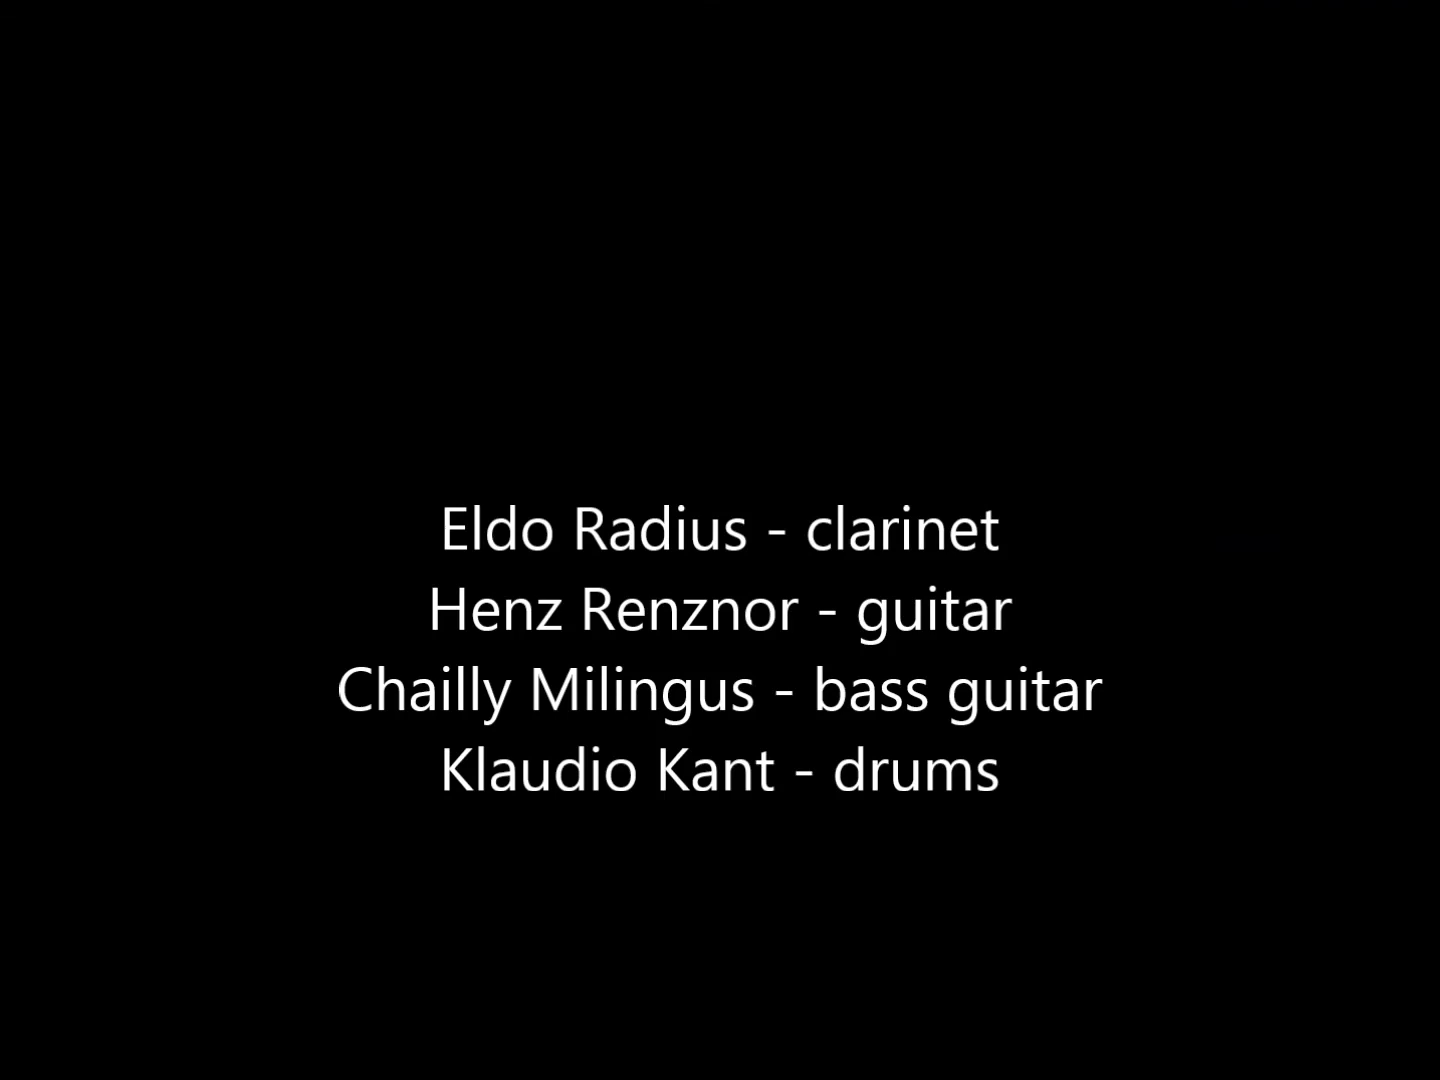 Eldo Radius - clarinet
Henz Renznor - guitar
Chailly Milingus - bass guitar
Klaudio Kant - drums